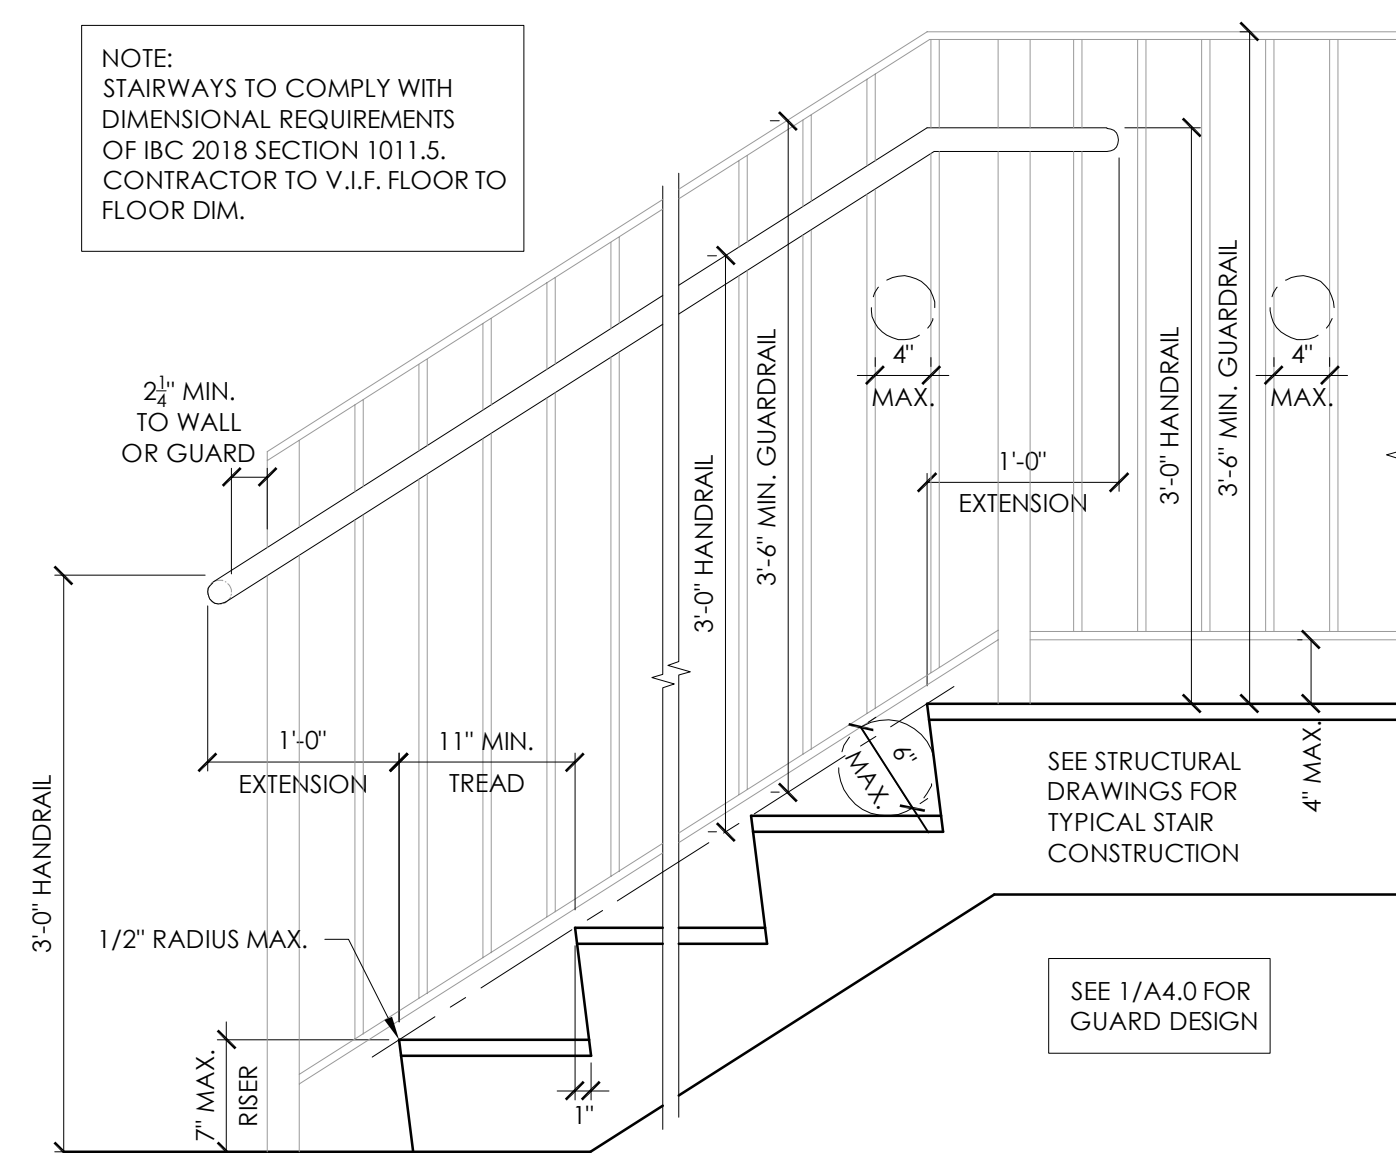 NOTE:
STAIRWAYS TO COMPLY WITH
DIMENSIONAL REQUIREMENTS
OF IBC 2018 SECTION 1011.5.
CONTRACTOR TO V.I.F. FLOOR TO
FLOOR DIM.
2 1/4" MIN.
TO WALL
OR GUARD
3'-0" HANDRAIL
1'-0"
EXTENSION
11" MIN.
TREAD
1/2" RADIUS MAX.
7" MAX.
RISER
1"
3'-0" HANDRAIL
3'-6" MIN. GUARDRAIL
4"
MAX.
6"
MAX.
1'-0"
EXTENSION
3'-0" HANDRAIL
3'-6" MIN. GUARDRAIL
4"
MAX.
4" MAX.
SEE STRUCTURAL
DRAWINGS FOR
TYPICAL STAIR
CONSTRUCTION
SEE 1/A4.0 FOR
GUARD DESIGN